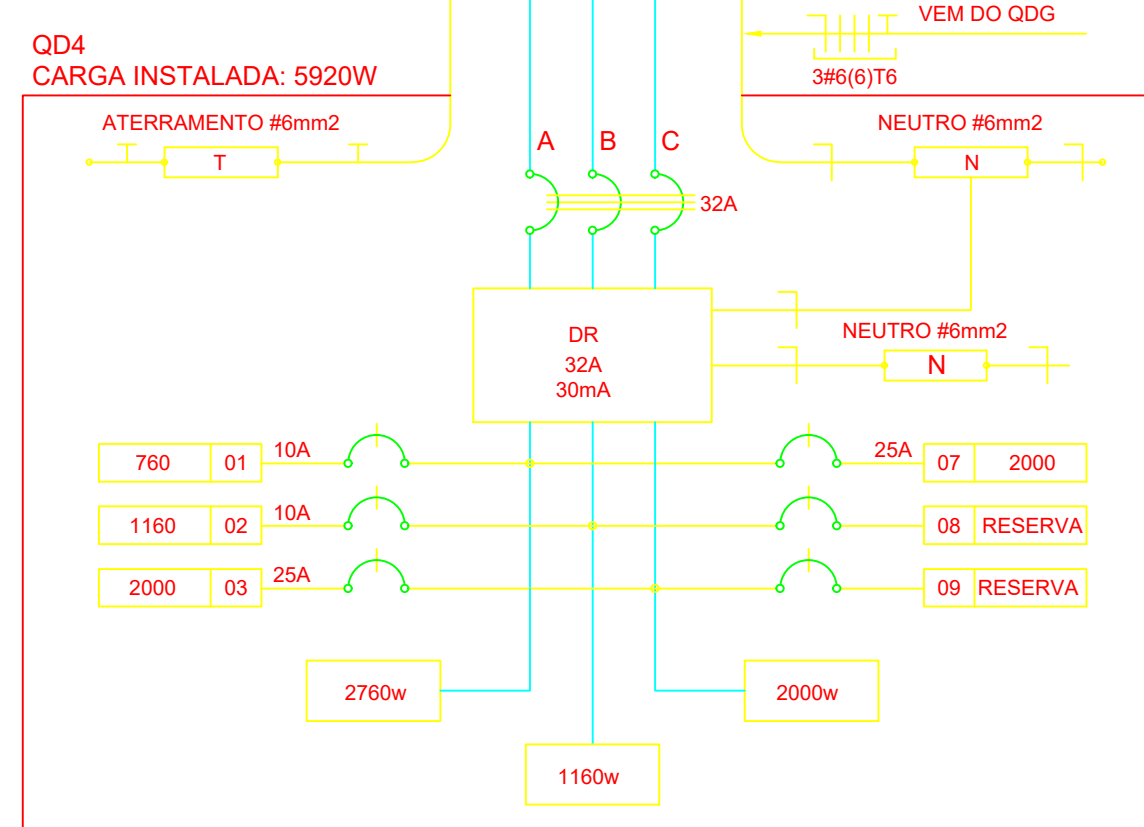 VEM DO QDG
3#6(6)T6
QD4
CARGA INSTALADA: 5920W
ATERRAMENTO #6mm2
T
A
B
C
32A
NEUTRO #6mm2
N
DR
32A
30mA
NEUTRO #6mm2
N
760 01 10A
25A 07 2000
1160 02 10A
08 RESERVA
2000 03 25A
09 RESERVA
2760w
2000w
1160w